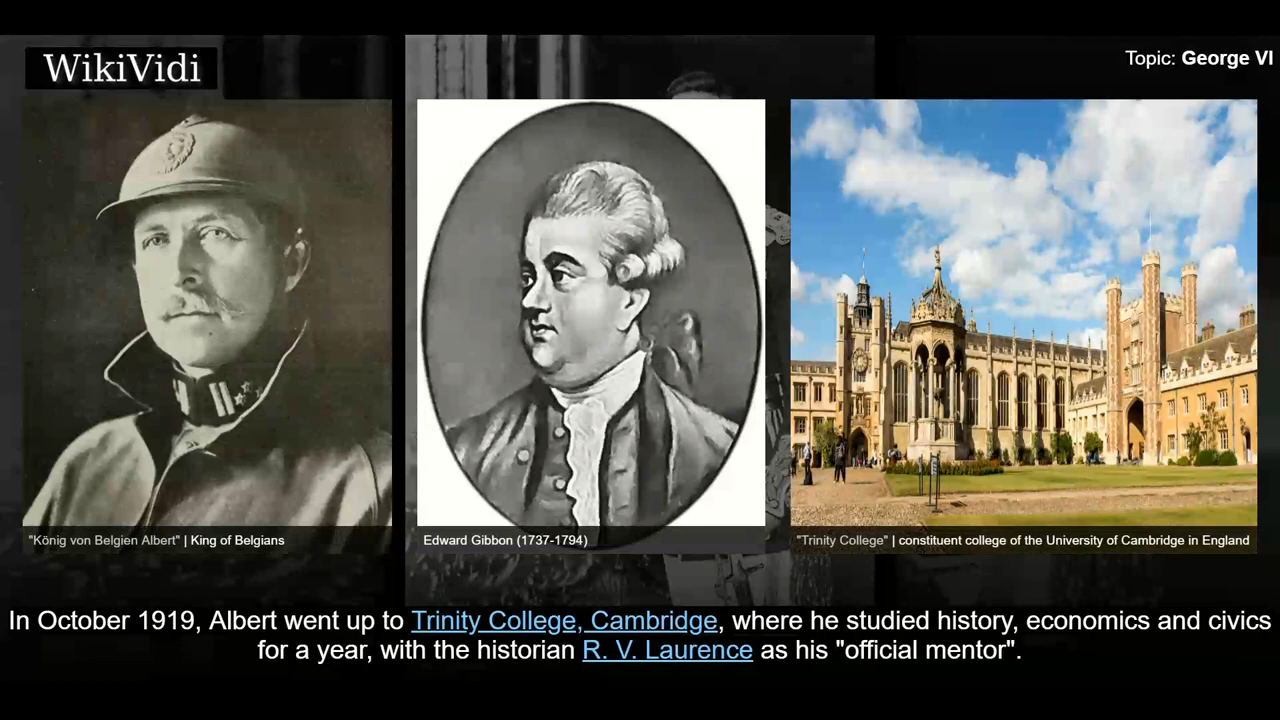 WikiVidi
Topic: George VI
"König von Belgien Albert" | King of Belgians
Edward Gibbon (1737-1794)
"Trinity College" | constituent college of the University of Cambridge in England
In October 1919, Albert went up to Trinity College, Cambridge, where he studied history, economics and civics
for a year, with the historian R. V. Laurence as his "official mentor".